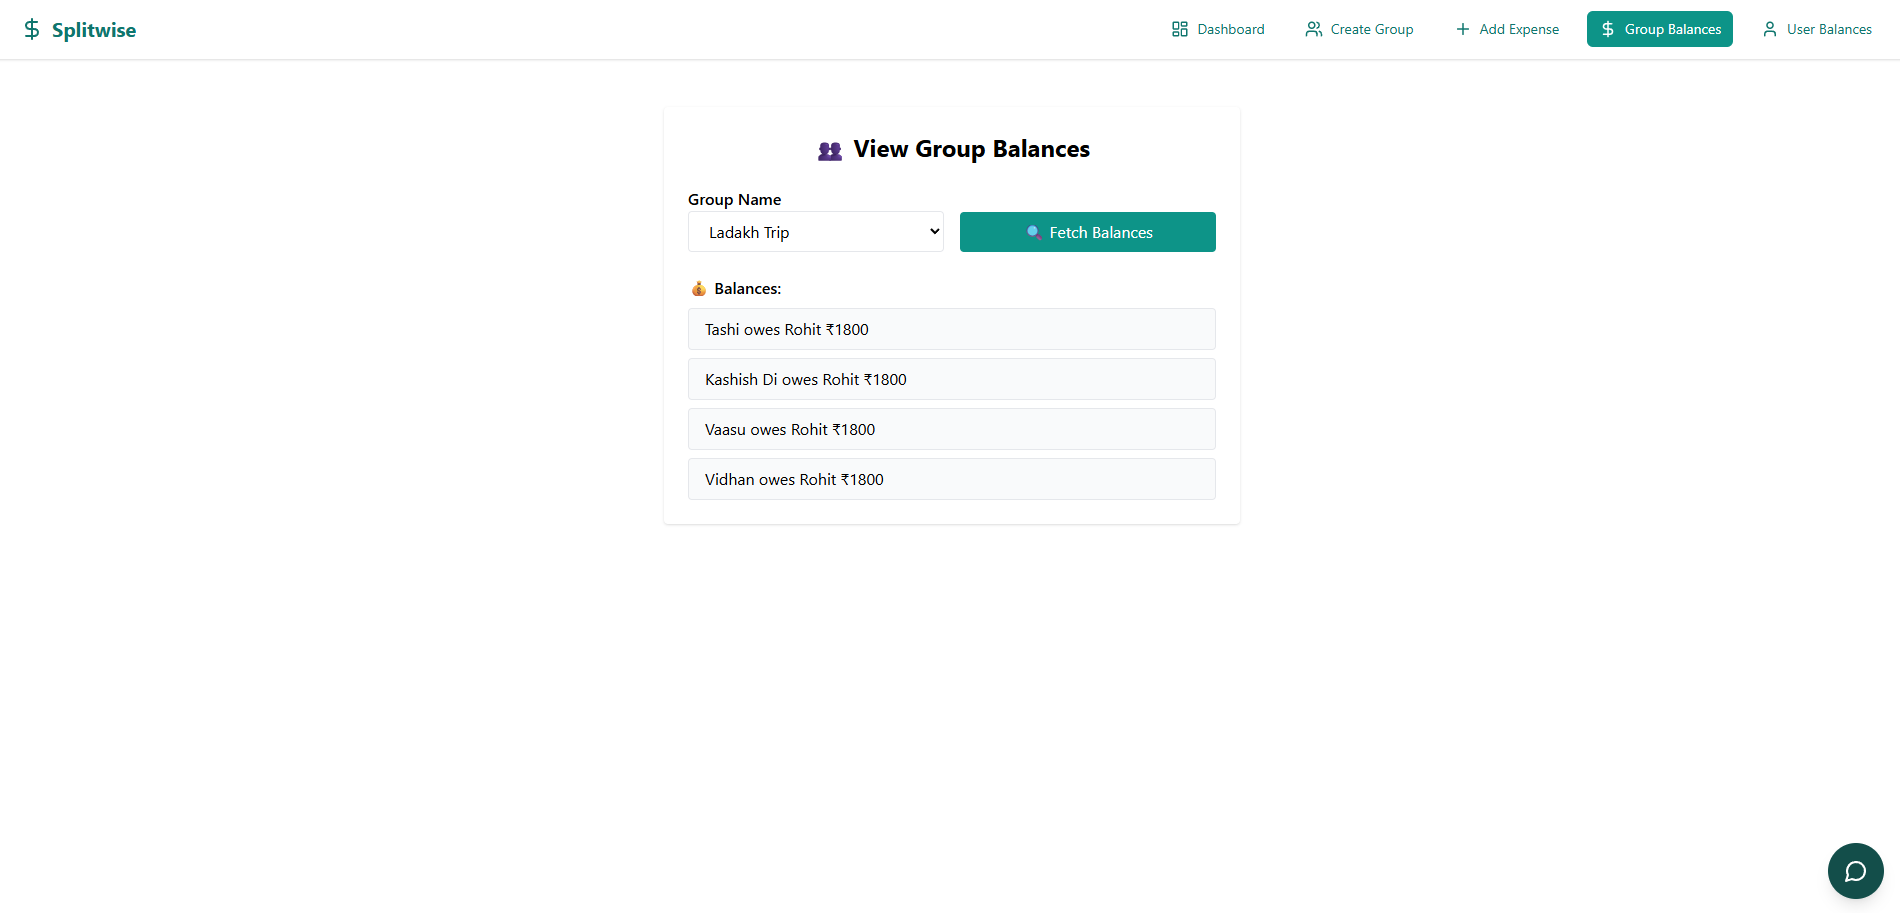 Splitwise
Dashboard
Create Group
Add Expense
Group Balances
User Balances
View Group Balances
Group Name
Ladakh Trip
Fetch Balances
Balances:
Tashi owes Rohit ₹1800
Kashish Di owes Rohit ₹1800
Vaasu owes Rohit ₹1800
Vidhan owes Rohit ₹1800